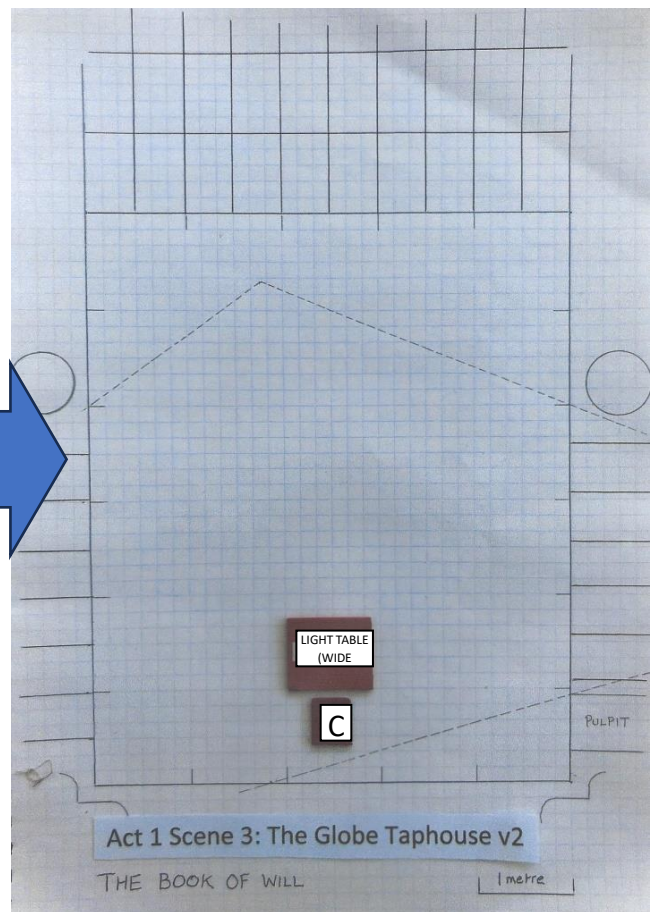 LIGHT TABLE
(WIDE
C
PULPIT
Act 1 Scene 3: The Globe Taphouse v2
THE BOOK OF WILL
1 metre